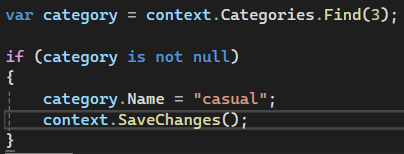 var category = context.Categories.Find(3);
if (category is not null)
{
category.Name = "casual";
context.SaveChanges();
}